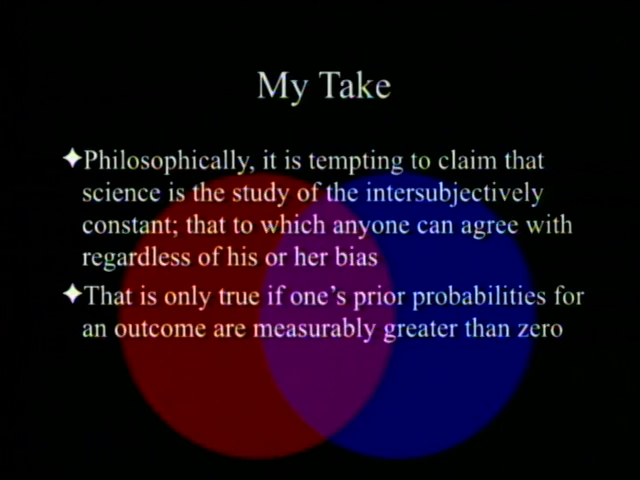 My Take
✦Philosophically, it is tempting to claim that
science is the study of the intersubjectively
constant; that to which anyone can agree with
regardless of his or her bias
✦That is only true if one's prior probabilities for
an outcome are measurably greater than zero